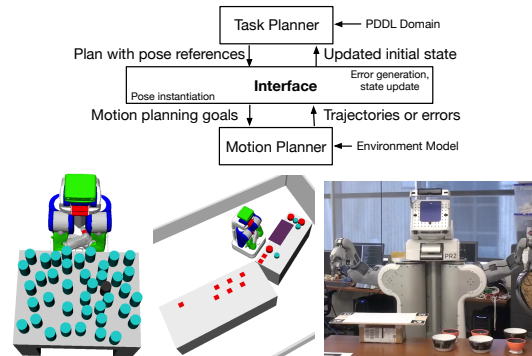 Task Planner
PDDL Domain
Plan with pose references
Updated initial state
Interface
Error generation,
state update
Pose instantiation
Motion planning goals
Trajectories or errors
Motion Planner
Environment Model
PR2